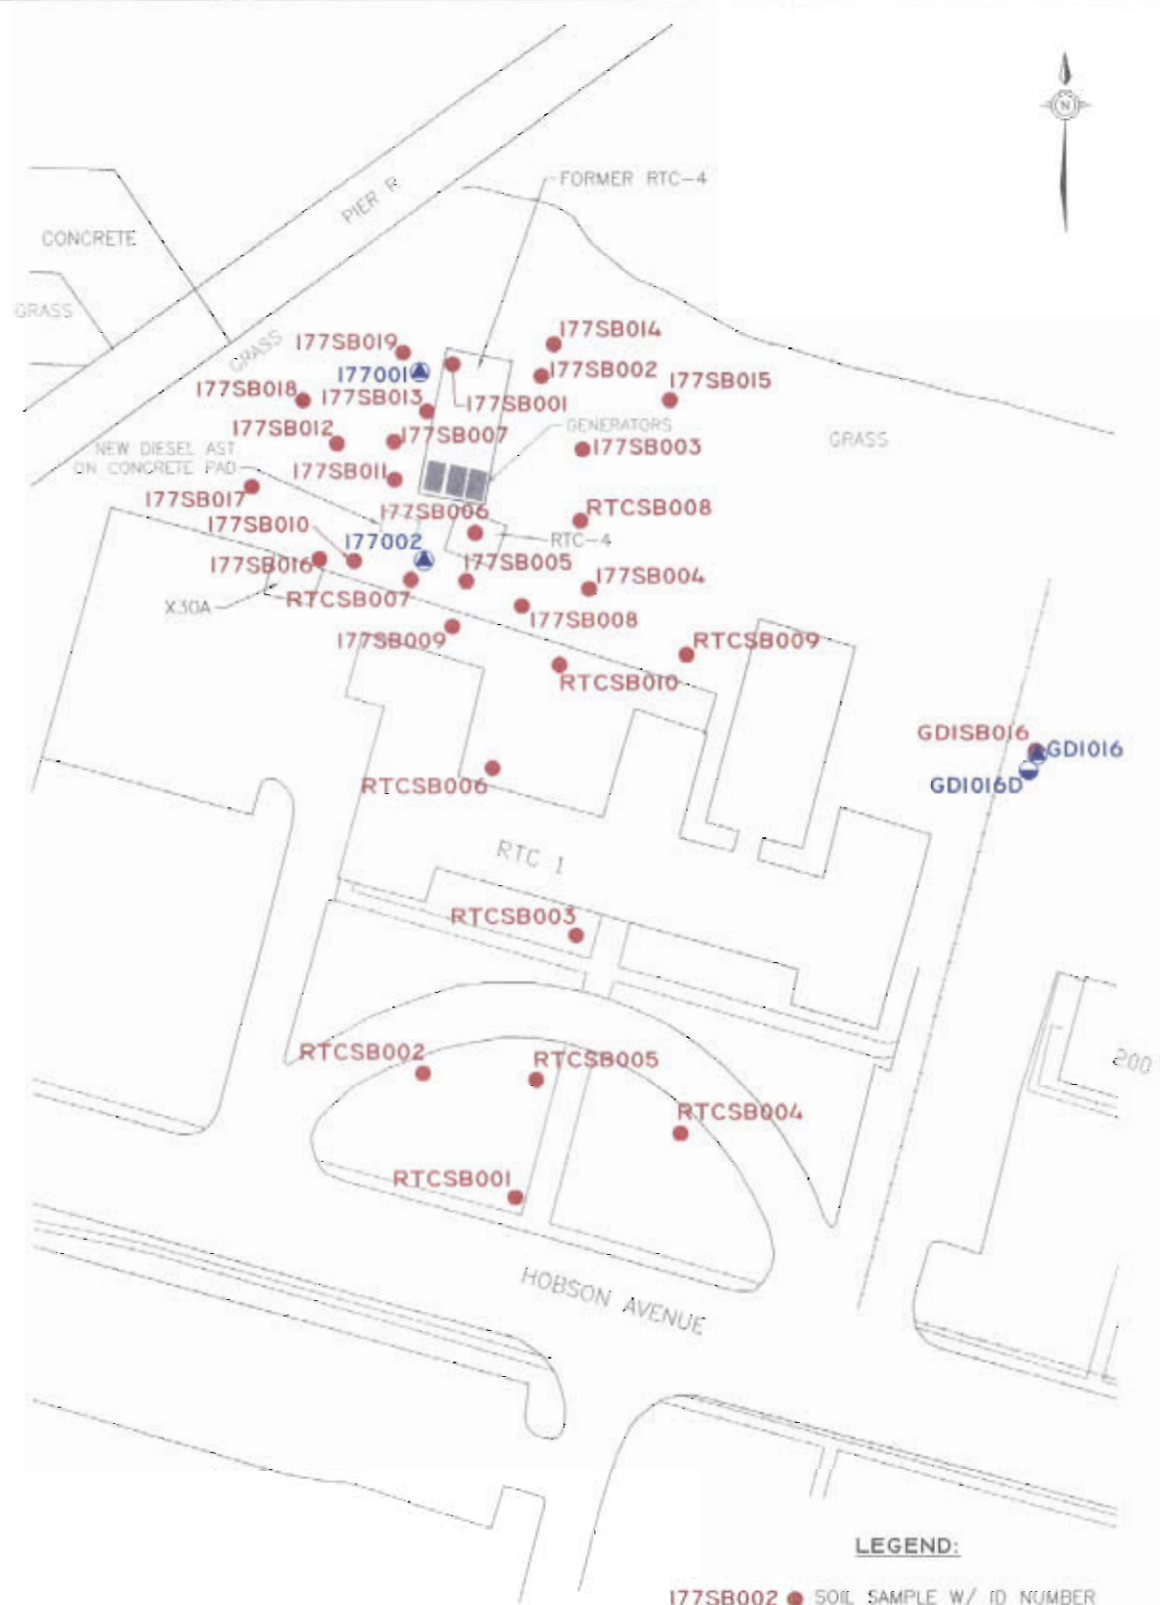 N
FORMER RTC-4
PIER R
CONCRETE
GRASS
GRASS
177SB014
177SB019
177001
177SB002
177SB015
177SB018
177SB013
177SB001
GENERATORS
177SB012
177SB007
GRASS
NEW DIESEL AST
ON CONCRETE PAD
177SB003
177SB011
177SB017
177SB006
RTCSB008
177SB010
177002
RTC-4
177SB016
177SB005
177SB004
X30A
RTCSB007
177SB008
177SB009
RTCSB009
RTCSB010
GDISB016
GDI016
GDI016D
RTCSB006
RTC 1
RTCSB003
RTCSB002
RTCSB005
200
RTCSB004
RTCSB001
HOBSON AVENUE
LEGEND:
177SB002 SOIL SAMPLE W/ ID NUMBER